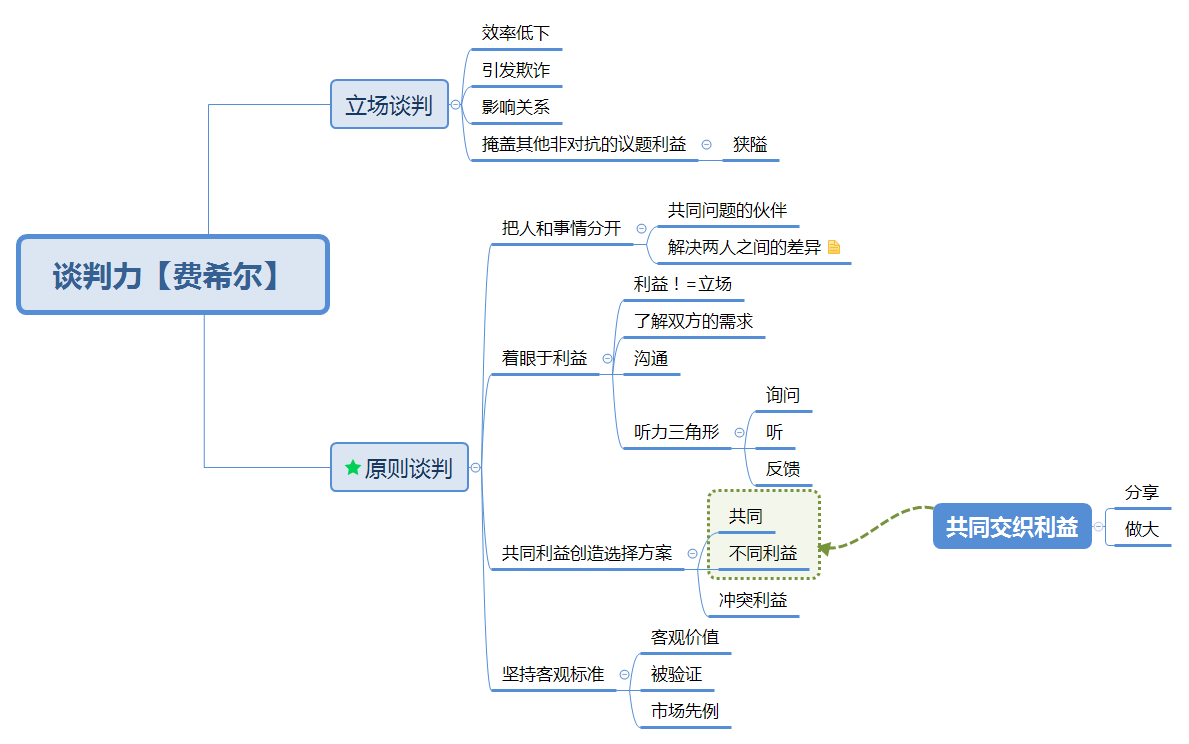 谈判力【费希尔】
立场谈判
效率低下
引发欺诈
影响关系
掩盖其他非对抗的议题利益
狭隘
原则谈判
把人和事情分开
共同问题的伙伴
解决两人之间的差异
着眼于利益
利益！=立场
了解双方的需求
沟通
听力三角形
询问
听
反馈
共同利益创造选择方案
共同
不同利益
冲突利益
共同交织利益
分享
做大
坚持客观标准
客观价值
被验证
市场先例